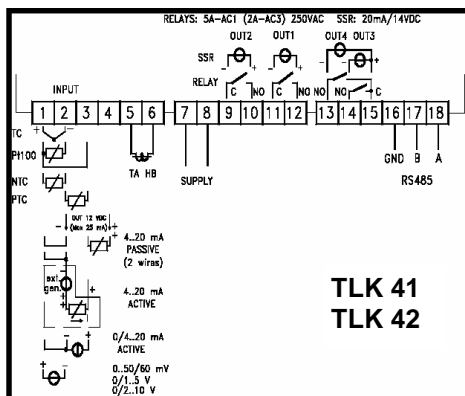 RELAYS: 5A-AC1 (2A-AC3) 250VAC SSR: 20mA/14VDC
OUT2 OUT1 OUT4 OUT3
SSR - + - + - - +
RELAY
INPUT C NO C NO NO NO C
1 2 3 4 5 6 7 8 9 10 11 12 13 14 15 16 17 18
TC + -
Pt100
TA HB SUPPLY GND B A
NTC RS485
PTC
OUT 12 VDC
(Max 25 mA)
- + +
4..20 mA
PASSIVE
(2 wires)
ext.
gen.
4..20 mA
ACTIVE
TLK 41
TLK 42
- +
0/4..20 mA
ACTIVE
+ -
0..50/60 mV
0/1..5 V
0/2..10 V